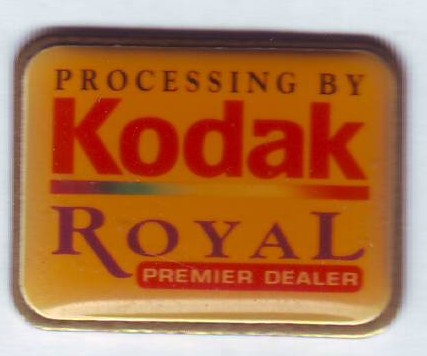 PROCESSING BY
Kodak
ROYAL
PREMIER DEALER